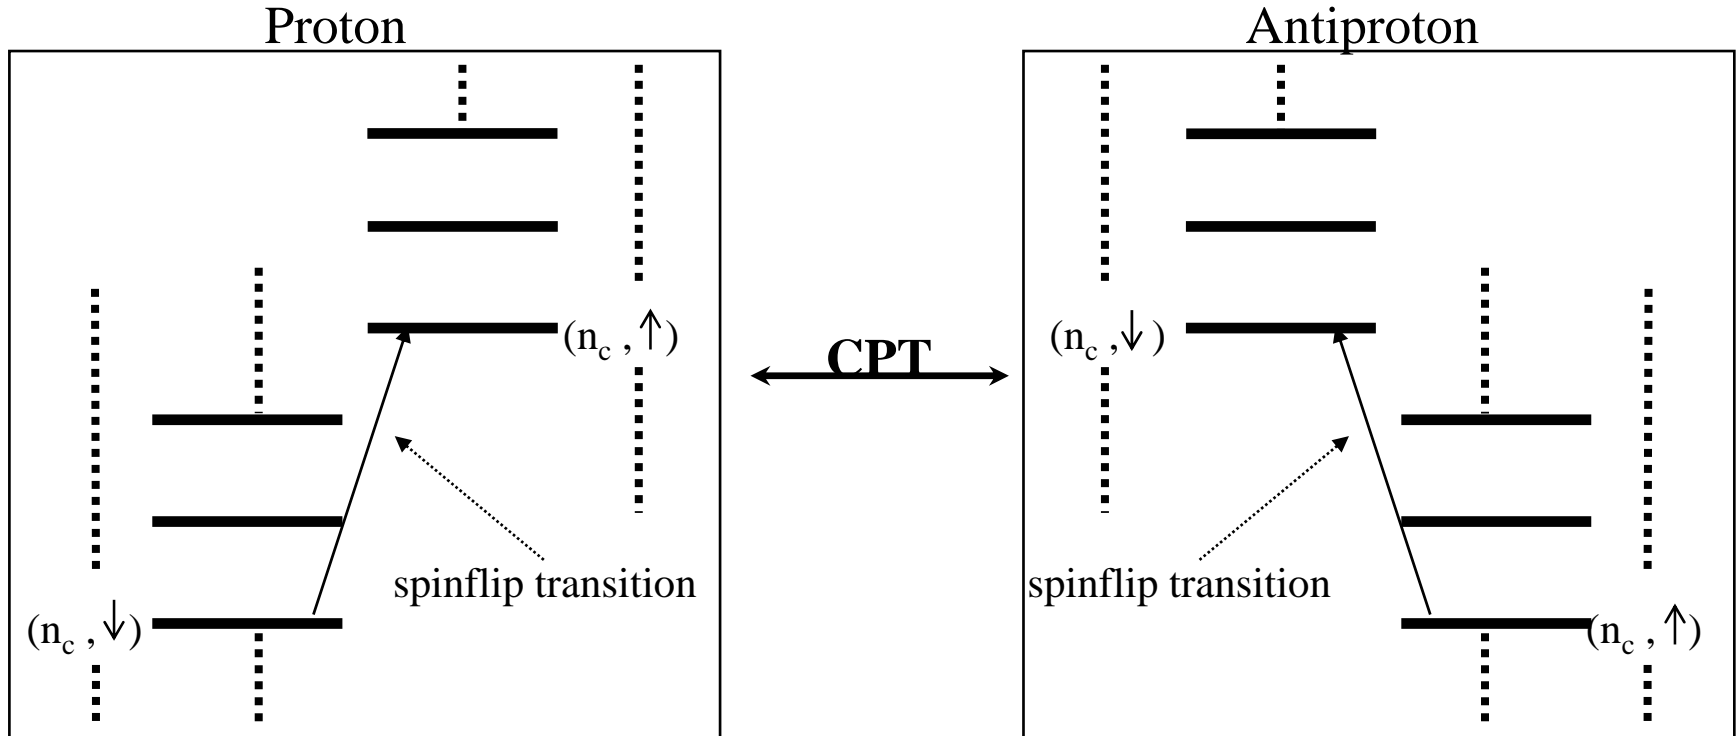 Proton
Antiproton
(n_c , ↑)
(n_c ,↓ )
CPT
spinflip transition
spinflip transition
(n_c , ↓)
(n_c , ↑)